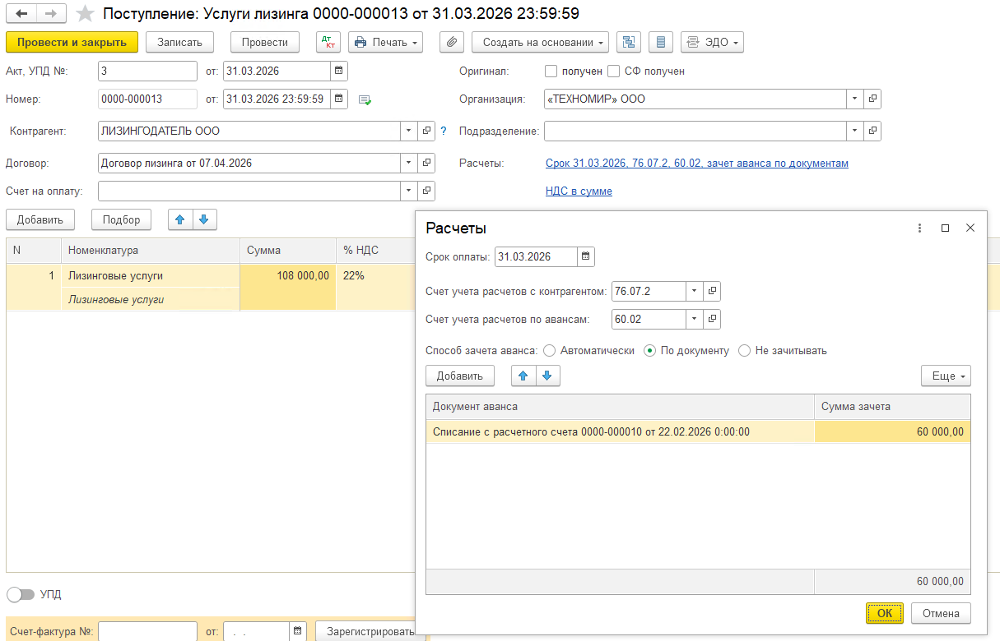 Поступление: Услуги лизинга 0000-000013 от 31.03.2026 23:59:59
Провести и закрыть Записать Провести Дт Кт Печать Создать на основании ЭДО
Акт, УПД №: 3 от: 31.03.2026 Оригинал: получен СФ получен
Номер: 0000-000013 от: 31.03.2026 23:59:59 Организация: «ТЕХНОМИР» ООО
Контрагент: ЛИЗИНГОДАТЕЛЬ ООО ? Подразделение:
Договор: Договор лизинга от 07.04.2026 Расчеты: Срок 31.03.2026, 76.07.2, 60.02, зачет аванса по документам
Счет на оплату: НДС в сумме
Добавить Подбор
N Номенклатура Сумма % НДС
1 Лизинговые услуги 108 000,00 22%
Лизинговые услуги
УПД
Счет-фактура №: от: . . Зарегистрировать
Расчеты
Срок оплаты: 31.03.2026
Счет учета расчетов с контрагентом: 76.07.2
Счет учета расчетов по авансам: 60.02
Способ зачета аванса: Автоматически По документу Не зачитывать
Добавить Еще
Документ аванса Сумма зачета
Списание с расчетного счета 0000-000010 от 22.02.2026 0:00:00 60 000,00
60 000,00
ОК Отмена